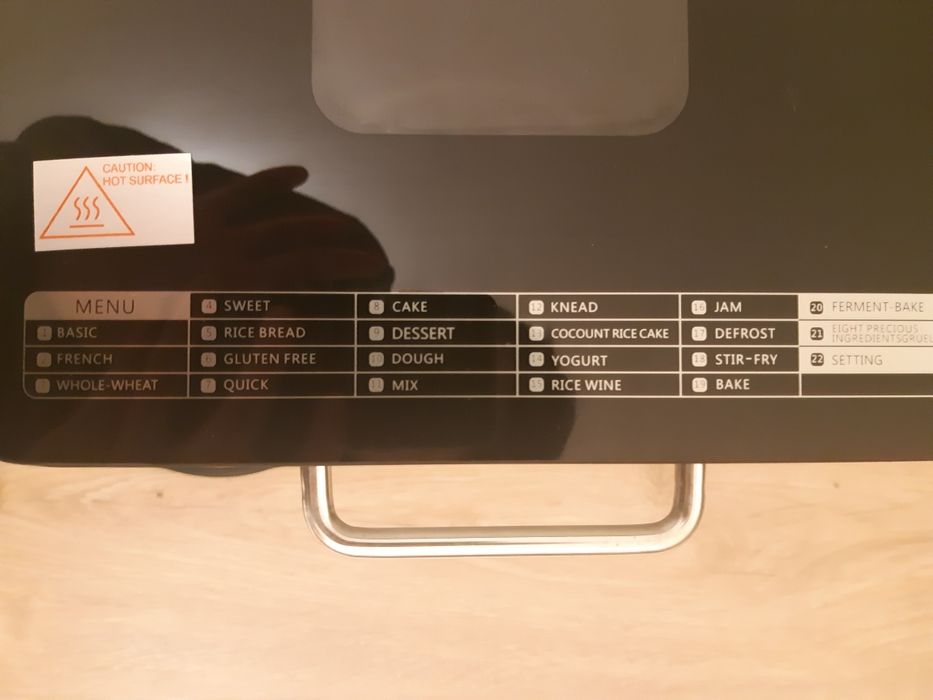 CAUTION:
HOT SURFACE !
MENU
1 BASIC
2 FRENCH
3 WHOLE-WHEAT
4 SWEET
5 RICE BREAD
6 GLUTEN FREE
7 QUICK
8 CAKE
9 DESSERT
10 DOUGH
11 MIX
12 KNEAD
13 COCOUNT RICE CAKE
14 YOGURT
15 RICE WINE
16 JAM
17 DEFROST
18 STIR-FRY
19 BAKE
20 FERMENT-BAKE
21 EIGHT PRECIOUS
INGREDIENTSGRUEL
22 SETTING